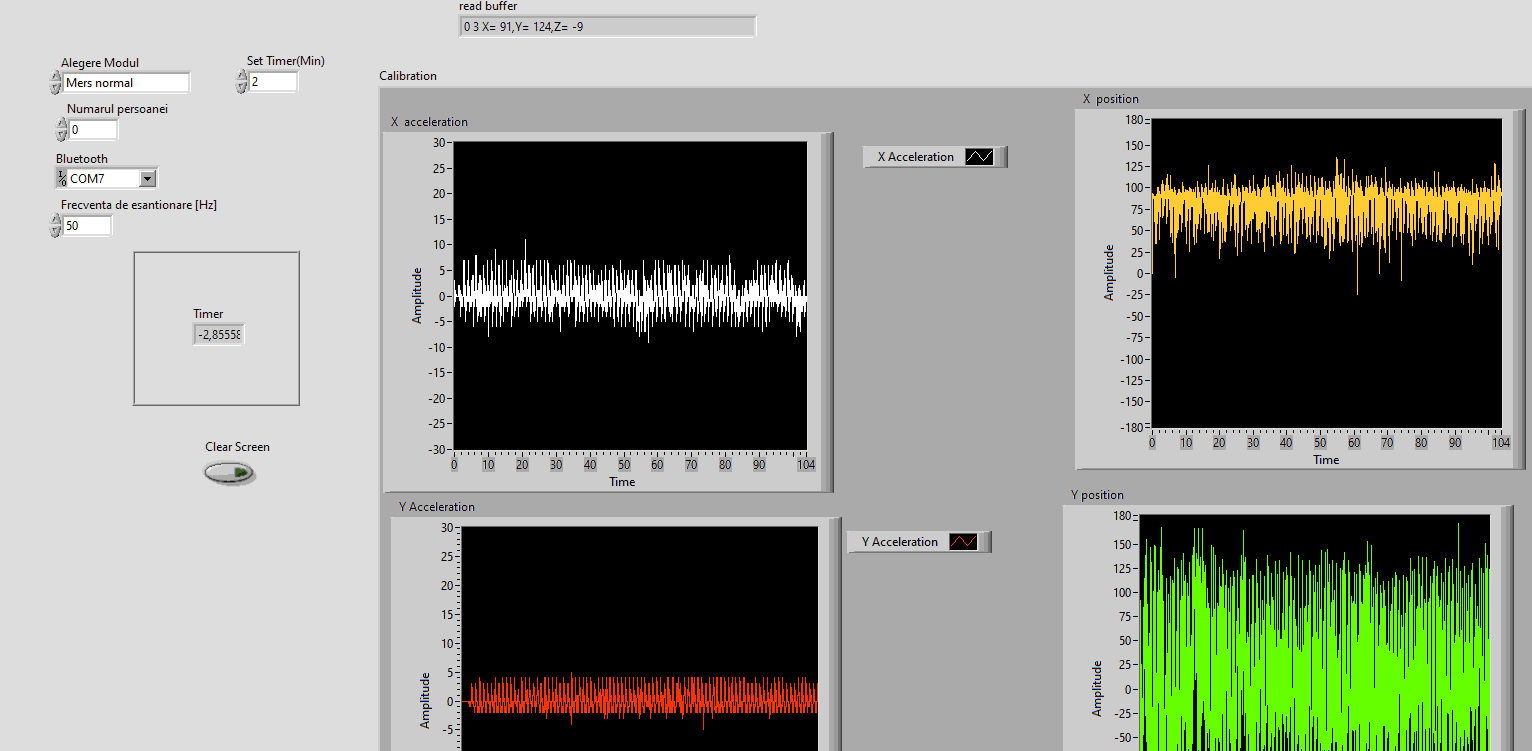 read buffer
0 3 X= 91,Y= 124,Z= -9
Alegere Modul
Mers normal
Set Timer(Min)
2
Numarul persoanei
0
Bluetooth
COM7
Frecventa de esantionare [Hz]
50
Timer
-2,85558
Clear Screen
Calibration
X acceleration
30
25
20
15
10
5
0
-5
-10
-15
-20
-25
-30
Amplitude
0 10 20 30 40 50 60 70 80 90 104
Time
X Acceleration
X position
180
150
125
100
75
50
25
0
-25
-50
-75
-100
-125
-150
-180
Amplitude
0 10 20 30 40 50 60 70 80 90 104
Time
Y Acceleration
30
25
20
15
10
5
0
-5
Amplitude
Y Acceleration
Y position
180
150
125
100
75
50
25
0
-25
-50
Amplitude